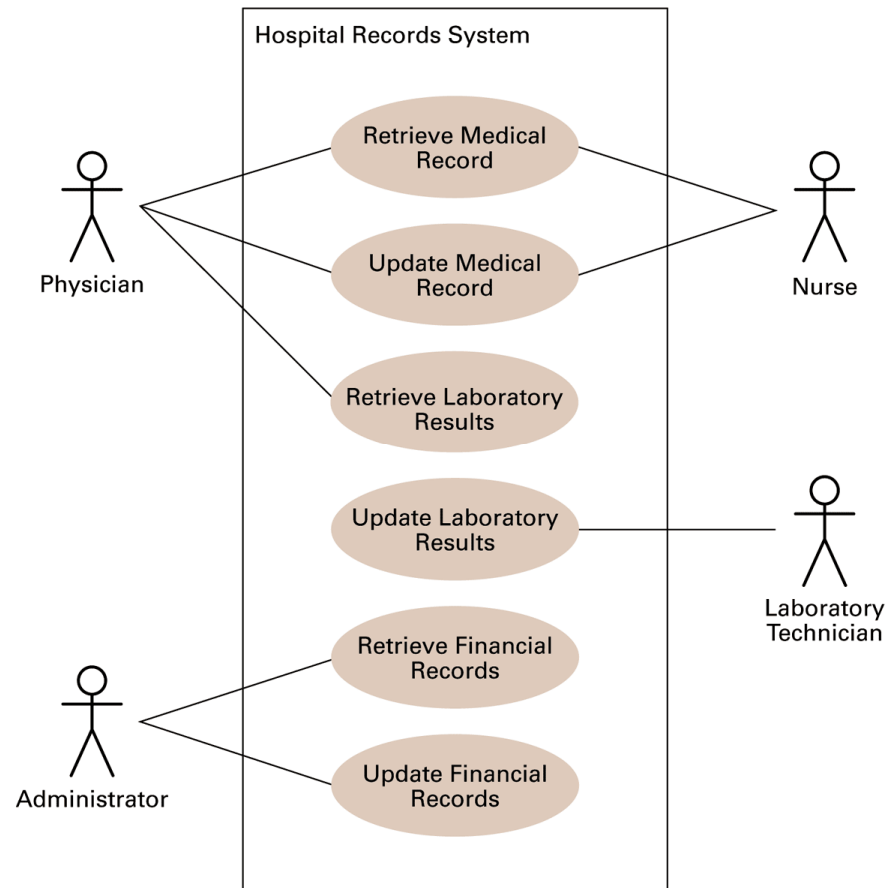 Hospital Records System
Retrieve Medical
Record
Physician
Update Medical
Record
Nurse
Retrieve Laboratory
Results
Update Laboratory
Results
Laboratory
Technician
Retrieve Financial
Records
Administrator
Update Financial
Records